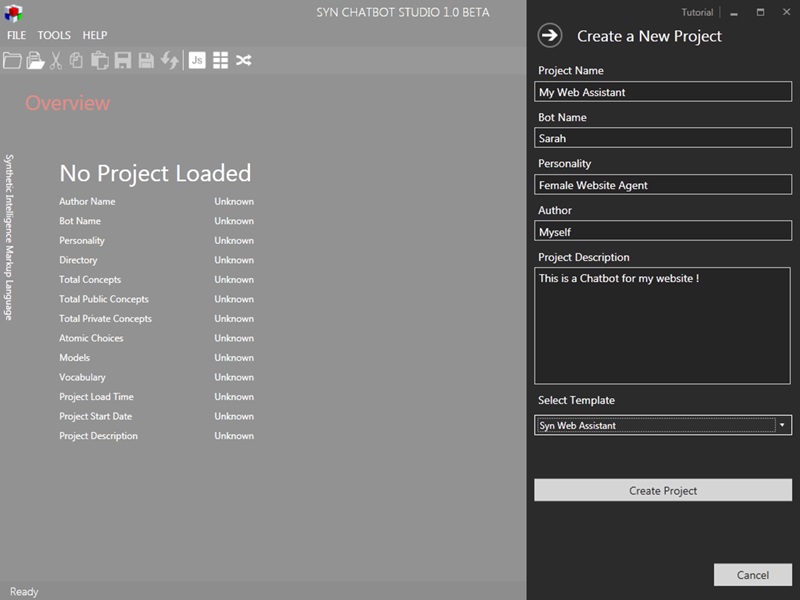 SYN CHATBOT STUDIO 1.0 BETA
Tutorial
FILE TOOLS HELP
Js
Overview
Synthetic Intelligence Markup Language
No Project Loaded
Author Name Unknown
Bot Name Unknown
Personality Unknown
Directory Unknown
Total Concepts Unknown
Total Public Concepts Unknown
Total Private Concepts Unknown
Atomic Choices Unknown
Models Unknown
Vocabulary Unknown
Project Load Time Unknown
Project Start Date Unknown
Project Description Unknown
Ready
Create a New Project
Project Name
My Web Assistant
Bot Name
Sarah
Personality
Female Website Agent
Author
Myself
Project Description
This is a Chatbot for my website !
Select Template
Syn Web Assistant
Create Project
Cancel